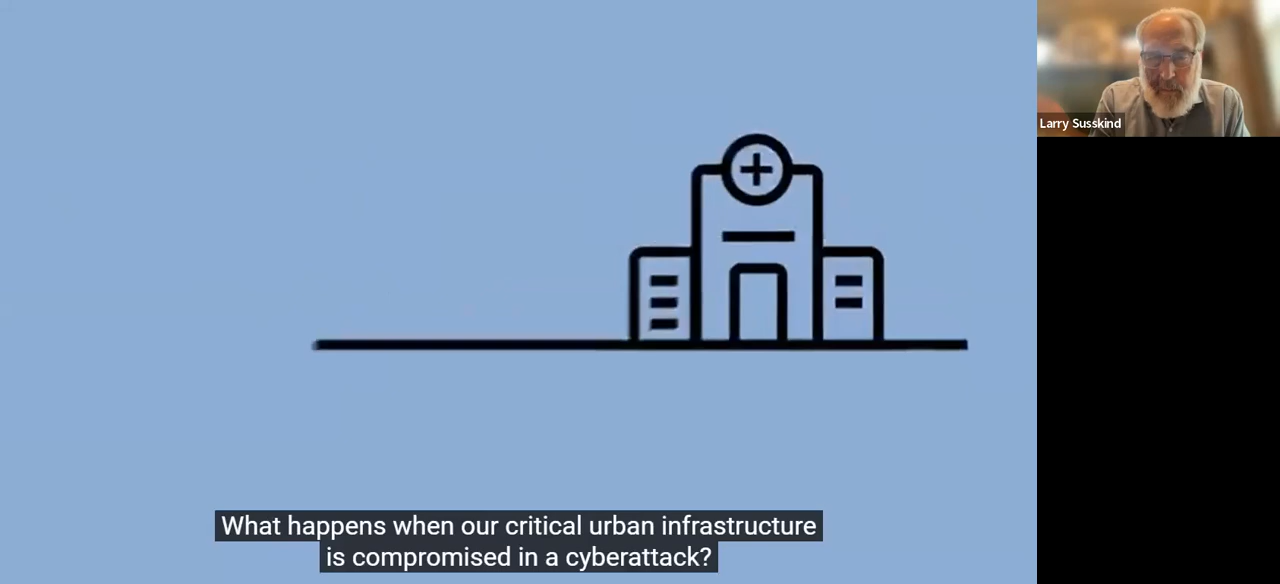 Larry Susskind
What happens when our critical urban infrastructure
is compromised in a cyberattack?